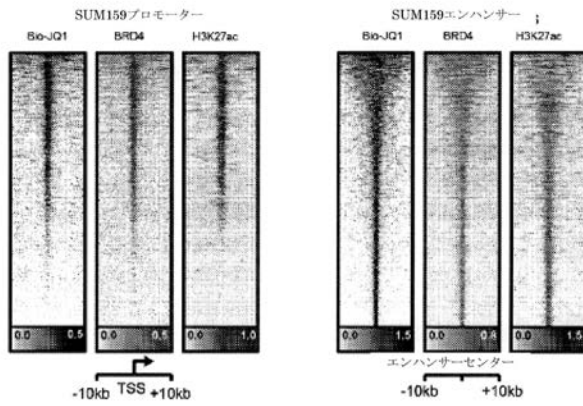 SUM159プロモーター
Bio-JQ1 BRD4 H3K27ac
0.0 0.5 0.0 0.5 0.0 1.0
TSS
-10kb +10kb
SUM159エンハンサー ;
Bio-JQ1 BRD4 H3K27ac
0.0 1.5 0.0 0.8 0.0 1.5
エンハンサーセンター
-10kb +10kb